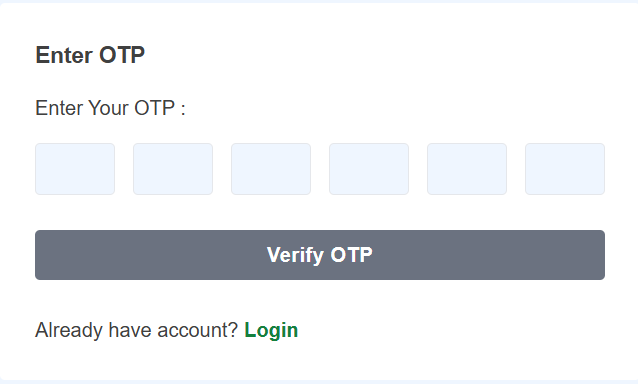 Enter OTP
Enter Your OTP :
Verify OTP
Already have account? Login